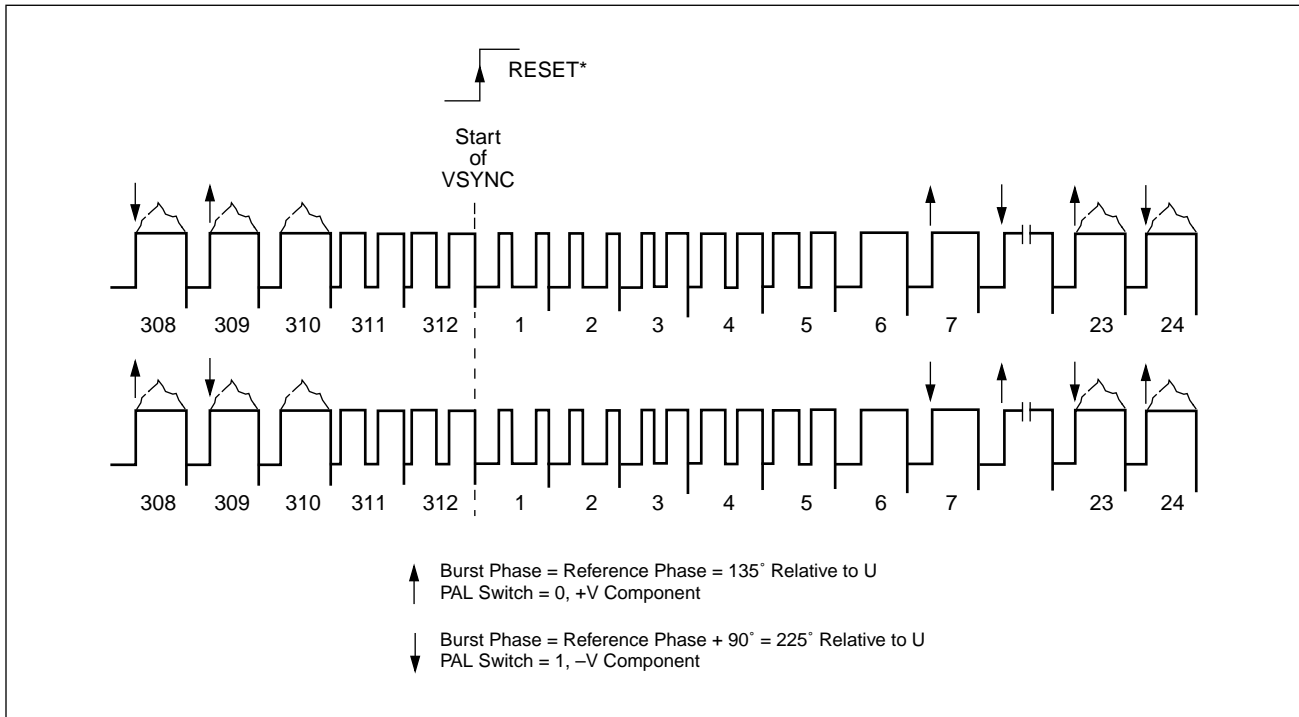 RESET*
Start
of
VSYNC
308 309 310 311 312 1 2 3 4 5 6 7 23 24
308 309 310 311 312 1 2 3 4 5 6 7 23 24
Burst Phase = Reference Phase = 135˚ Relative to U
PAL Switch = 0, +V Component
Burst Phase = Reference Phase + 90˚ = 225˚ Relative to U
PAL Switch = 1, –V Component